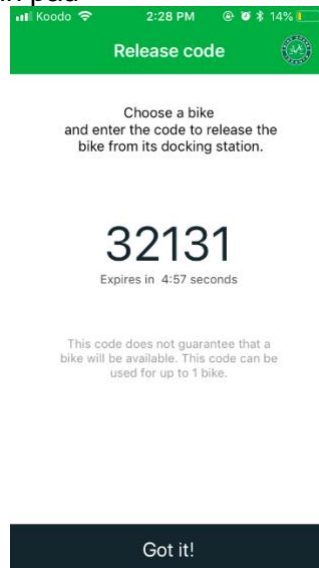 Koodo 2:28 PM 14%
Release code
Choose a bike
and enter the code to release the
bike from its docking station.
32131
Expires in 4:57 seconds
This code does not guarantee that a
bike will be available. This code can be
used for up to 1 bike.
Got it!